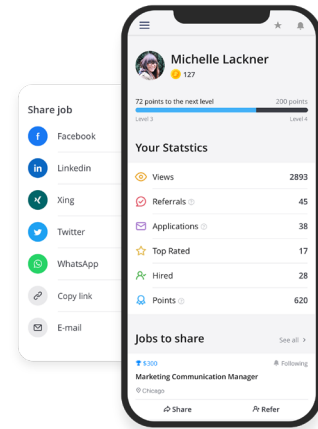 Share job
Facebook
Linkedin
Xing
Twitter
WhatsApp
Copy link
E-mail
Michelle Lackner
127
72 points to the next level 200 points
Level 3 Level 4
Your Statstics
Views 2893
Referrals 45
Applications 38
Top Rated 17
Hired 28
Points 620
Jobs to share See all >
$300 Following
Marketing Communication Manager
Chicago
Share Refer